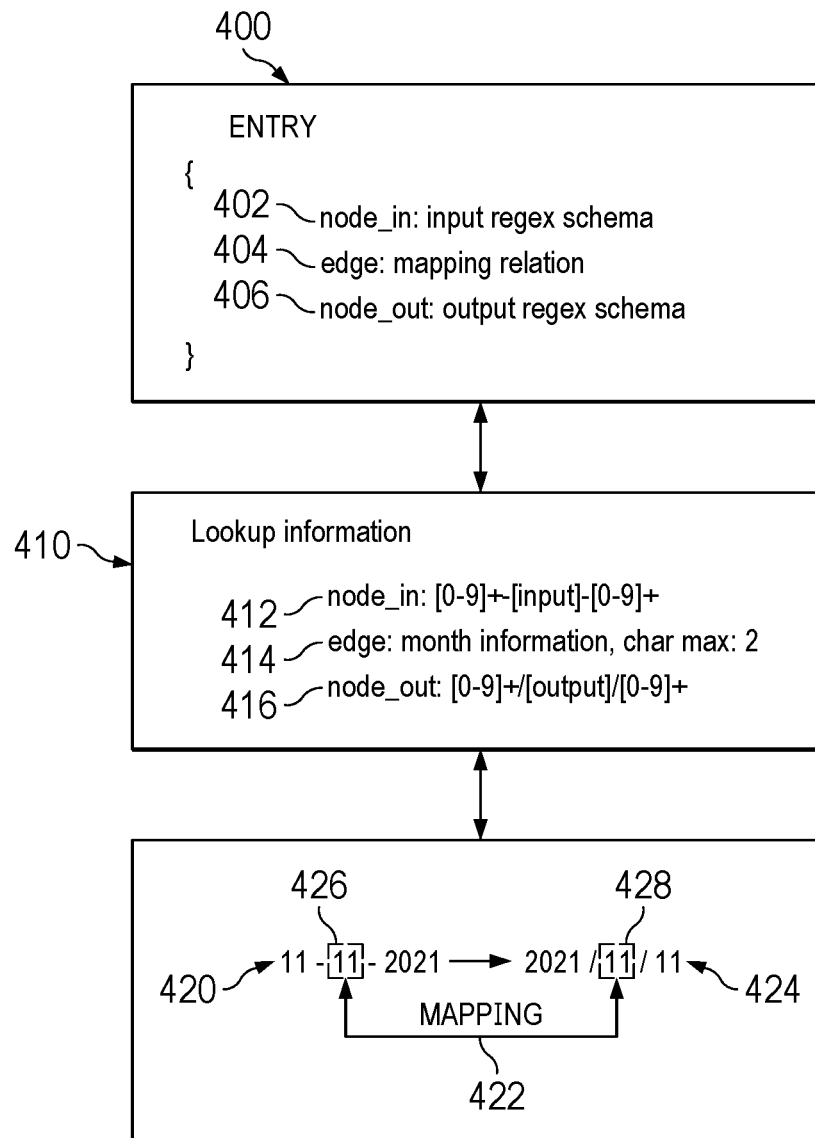 400
ENTRY
{
402 node_in: input regex schema
404 edge: mapping relation
406 node_out: output regex schema
}
410
Lookup information
412 node_in: [0-9]+-[input]-[0-9]+
414 edge: month information, char max: 2
416 node_out: [0-9]+/[output]/[0-9]+
426 428
420 11 - 11 - 2021 2021 / 11 / 11 424
MAPPING
422